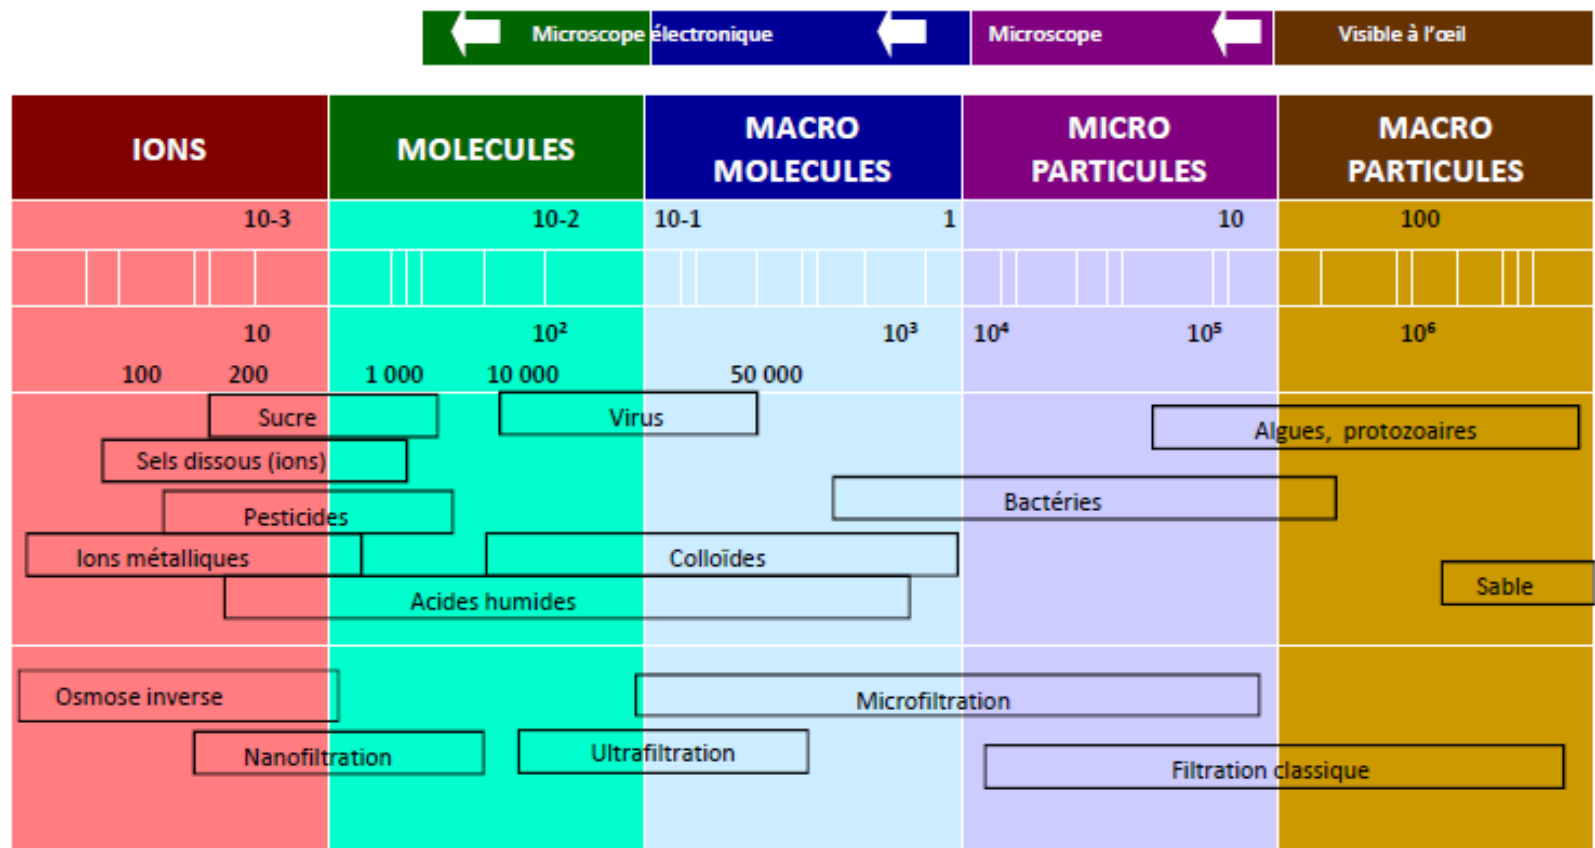 Microscope électronique Microscope Visible à l'œil
IONS MOLECULES MACRO MOLECULES MICRO PARTICULES MACRO PARTICULES
10-3 10-2 10-1 1 10 100
10 10² 10³ 10⁴ 10⁵ 10⁶
100 200 1 000 10 000 50 000
Sucre Virus Algues, protozoaires
Sels dissous (ions)
Pesticides Bactéries
Ions métalliques Colloïdes
Acides humides Sable
Osmose inverse Microfiltration
Nanofiltration Ultrafiltration Filtration classique